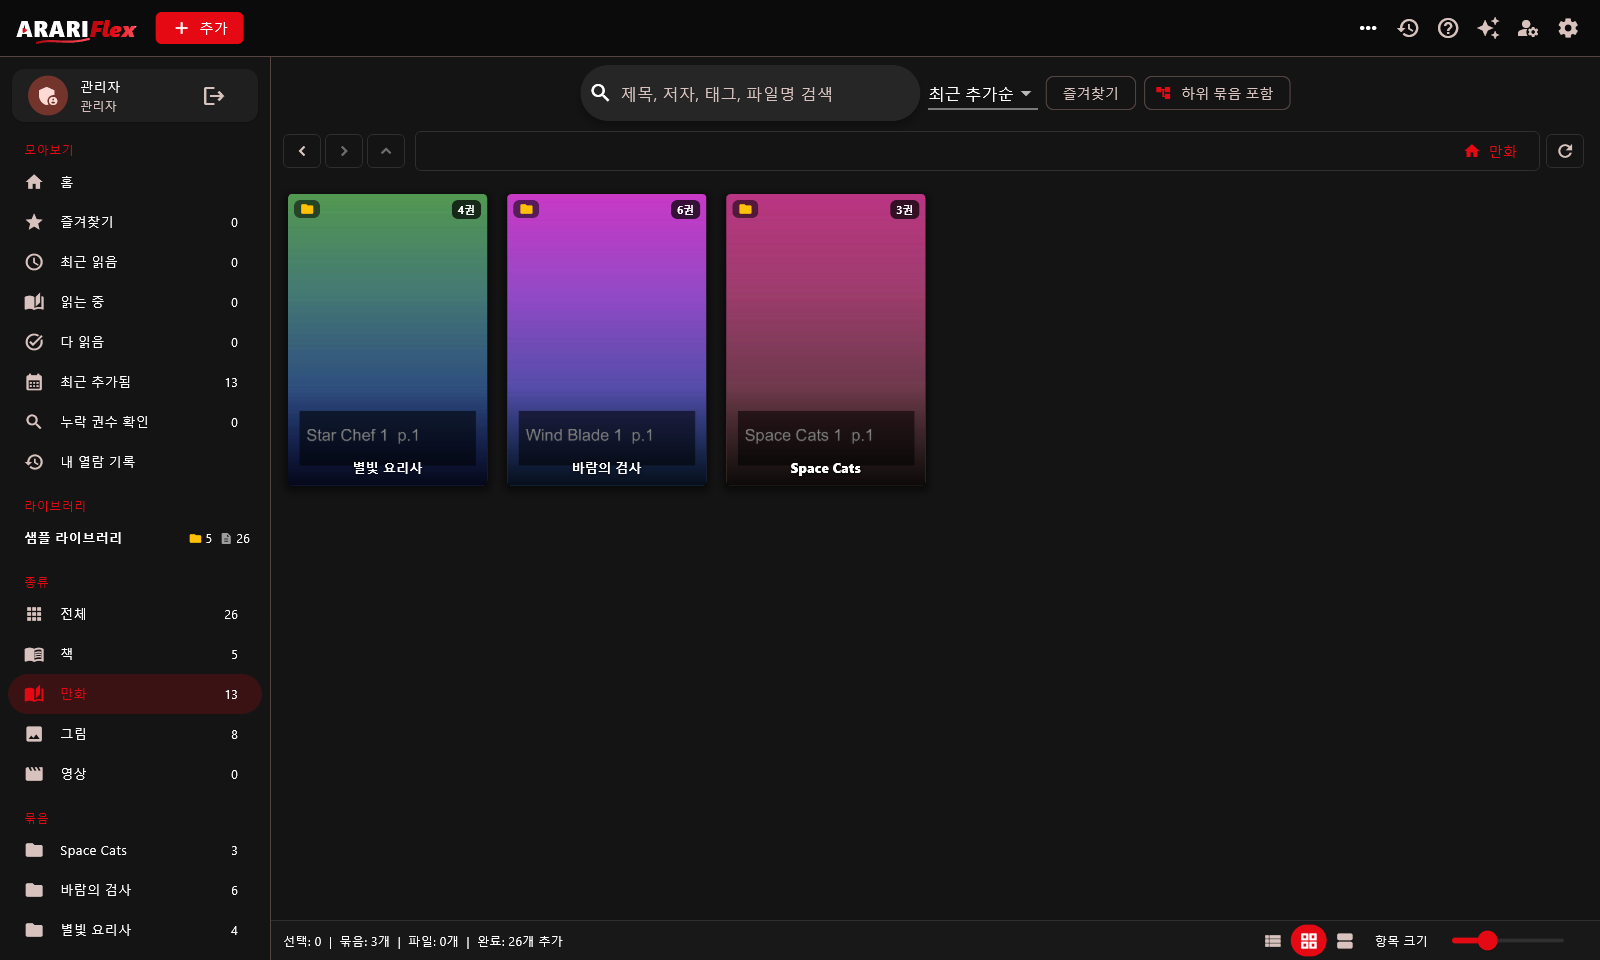 ARARIFlex
추가
관리자
관리자
모아보기
홈
즐겨찾기 0
최근 읽음 0
읽는 중 0
다 읽음 0
최근 추가됨 13
누락 권수 확인 0
내 열람 기록
라이브러리
샘플 라이브러리 5 26
종류
전체 26
책 5
만화 13
그림 8
영상 0
묶음
Space Cats 3
바람의 검사 6
별빛 요리사 4
제목, 저자, 태그, 파일명 검색
최근 추가순
즐겨찾기
하위 묶음 포함
만화
4권
Star Chef 1 p.1
별빛 요리사
6권
Wind Blade 1 p.1
바람의 검사
3권
Space Cats 1 p.1
Space Cats
선택: 0 | 묶음: 3개 | 파일: 0개 | 완료: 26개 추가
항목 크기